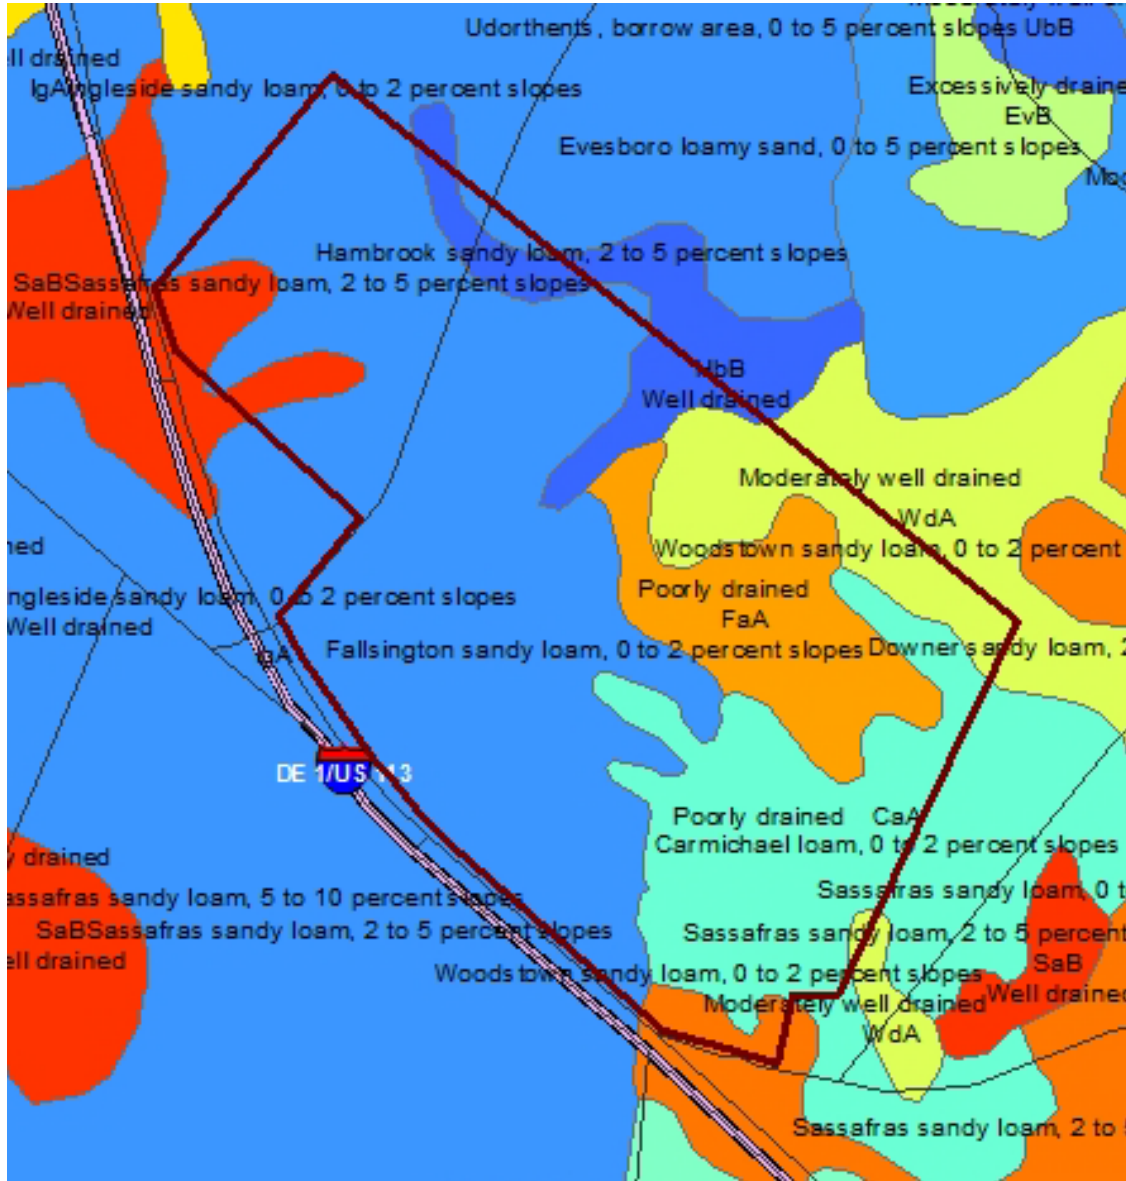 Udorthents, borrow area, 0 to 5 percent slopes UbB
ll drained
IgAIngleside sandy loam, 0 to 2 percent slopes
Excessively draine
EvB
Evesboro loamy sand, 0 to 5 percent slopes
Hambrook sandy loam, 2 to 5 percent slopes
SaBSassafras sandy loam, 2 to 5 percent slopes
Well drained
HbB
Well drained
Moderately well drained
WdA
Woodstown sandy loam, 0 to 2 percent
ned
Poorly drained
FaA
ngleside sandy loam, 0 to 2 percent slopes
Well drained
IgA
Fallsington sandy loam, 0 to 2 percent slopes
Downer sandy loam, 2
DE 1/US 113
Poorly drained CaA
Carmichael loam, 0 to 2 percent slopes
y drained
Sassafras sandy loam, 0 t
assafras sandy loam, 5 to 10 percent slopes
SaBSassafras sandy loam, 2 to 5 percent slopes
Sassafras sandy loam, 2 to 5 percent
ell drained
SaB
Woodstown sandy loam, 0 to 2 percent slopes
Well drained
Moderately well drained
WdA
Sassafras sandy loam, 2 to